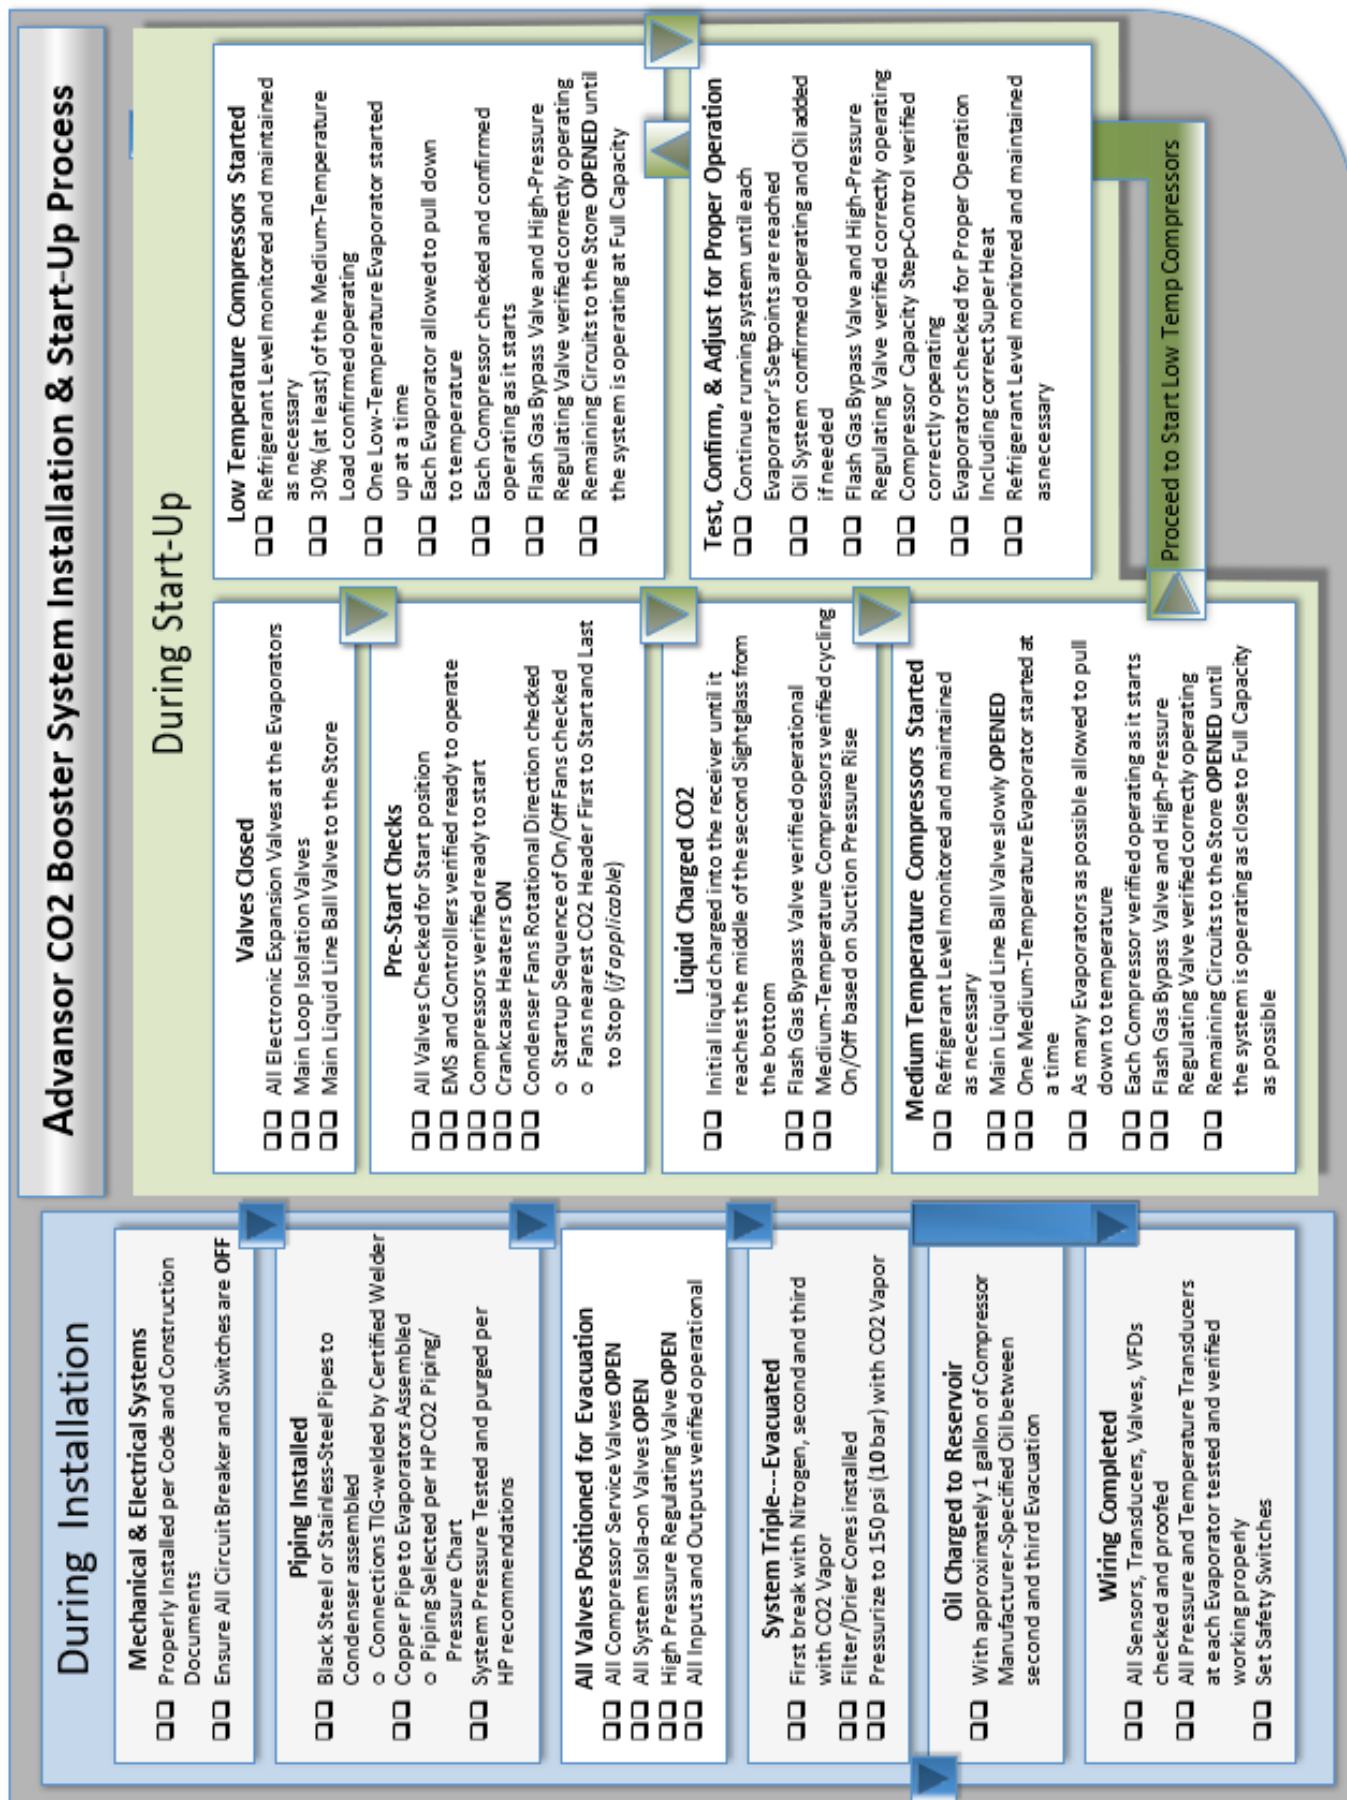 Advansor CO2 Booster System Installation & Start-Up Process
During Installation
Mechanical & Electrical Systems
Properly Installed per Code and Construction
Documents
Ensure All Circuit Breaker and Switches are OFF
Piping Installed
Black Steel or Stainless-Steel Pipes to
Condenser assembled
Connections TIG-welded by Certified Welder
Copper Pipe to Evaporators Assembled
Piping Selected per HP CO2 Piping/
Pressure Chart
System Pressure Tested and purged per
HP recommendations
All Valves Positioned for Evacuation
All Compressor Service Valves OPEN
All System Isola-on Valves OPEN
High Pressure Regulating Valve OPEN
All Inputs and Outputs verified operational
System Triple---Evacuated
First break with Nitrogen, second and third
with CO2 Vapor
Filter/Drier Cores installed
Pressurize to 150 psi (10 bar) with CO2 Vapor
Oil Charged to Reservoir
With approximately 1 gallon of Compressor
Manufacturer-Specified Oil between
second and third Evacuation
Wiring Completed
All Sensors, Transducers, Valves, VFDs
checked and proofed
All Pressure and Temperature Transducers
at each Evaporator tested and verified
working properly
Set Safety Switches
During Start-Up
Valves Closed
All Electronic Expansion Valves at the Evaporators
Main Loop Isolation Valves
Main Liquid Line Ball Valve to the Store
Pre-Start Checks
All Valves Checked for Start position
EMS and Controllers verified ready to operate
Compressors verified ready to start
Crankcase Heaters ON
Condenser Fans Rotational Direction checked
Startup Sequence of On/Off Fans checked
Fans nearest CO2 Header First to Start and Last
to Stop (if applicable)
Liquid Charged CO2
Initial liquid charged into the receiver until it
reaches the middle of the second Sightglass from
the bottom
Flash Gas Bypass Valve verified operational
Medium-Temperature Compressors verified cycling
On/Off based on Suction Pressure Rise
Medium Temperature Compressors Started
Refrigerant Level monitored and maintained
as necessary
Main Liquid Line Ball Valve slowly OPENED
One Medium-Temperature Evaporator started at
a time
As many Evaporators as possible allowed to pull
down to temperature
Each Compressor verified operating as it starts
Flash Gas Bypass Valve and High-Pressure
Regulating Valve verified correctly operating
Remaining Circuits to the Store OPENED until
the system is operating as close to Full Capacity
as possible
Proceed to Start Low Temp Compressors
Low Temperature Compressors Started
Refrigerant Level monitored and maintained
as necessary
30% (at least) of the Medium-Temperature
Load confirmed operating
One Low-Temperature Evaporator started
up at a time
Each Evaporator allowed to pull down
to temperature
Each Compressor checked and confirmed
operating as it starts
Flash Gas Bypass Valve and High-Pressure
Regulating Valve verified correctly operating
Remaining Circuits to the Store OPENED until
the system is operating at Full Capacity
Test, Confirm, & Adjust for Proper Operation
Continue running system until each
Evaporator's Setpoints are reached
Oil System confirmed operating and Oil added
if needed
Flash Gas Bypass Valve and High-Pressure
Regulating Valve verified correctly operating
Compressor Capacity Step-Control verified
correctly operating
Evaporators checked for Proper Operation
Including correct Super Heat
Refrigerant Level monitored and maintained
as necessary